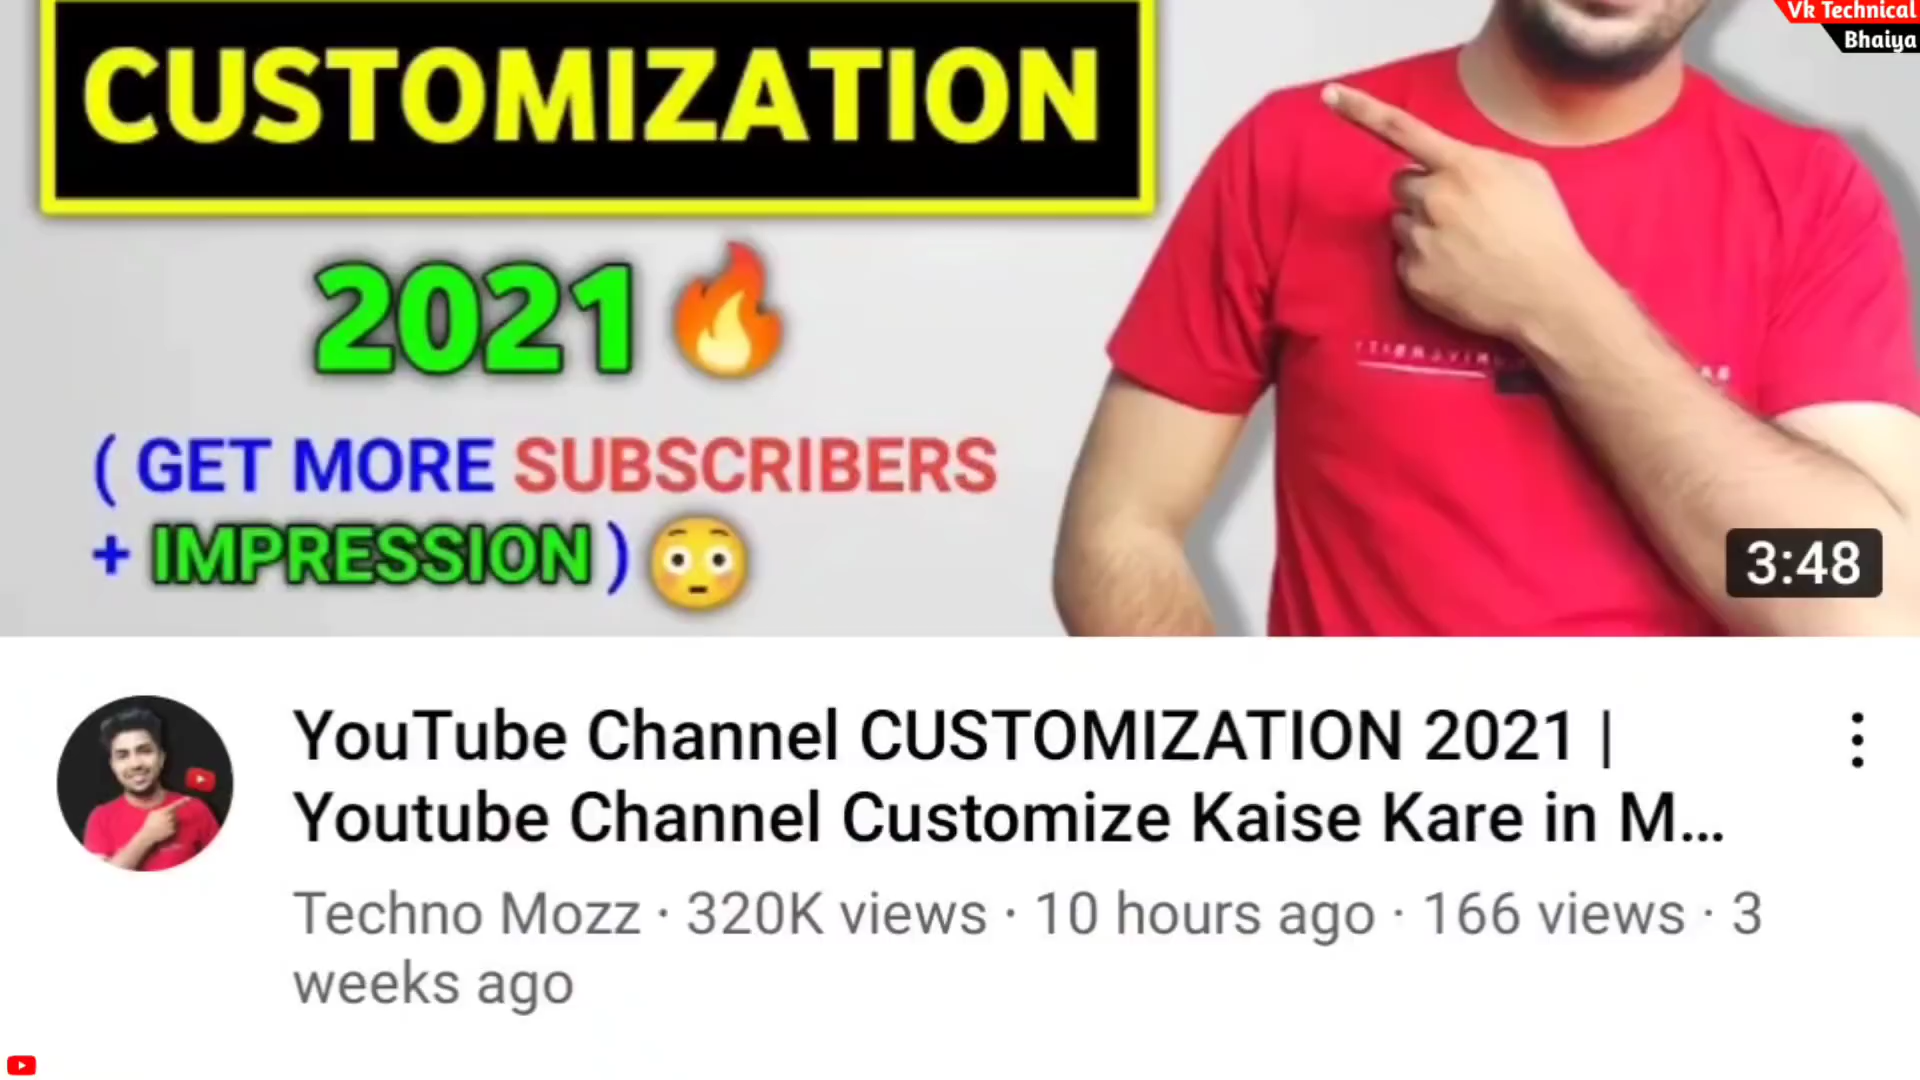 Vk Technical
Bhaiya
CUSTOMIZATION
2021
( GET MORE SUBSCRIBERS
+ IMPRESSION )
3:48
YouTube Channel CUSTOMIZATION 2021 |
Youtube Channel Customize Kaise Kare in M...
Techno Mozz · 320K views · 10 hours ago · 166 views · 3
weeks ago